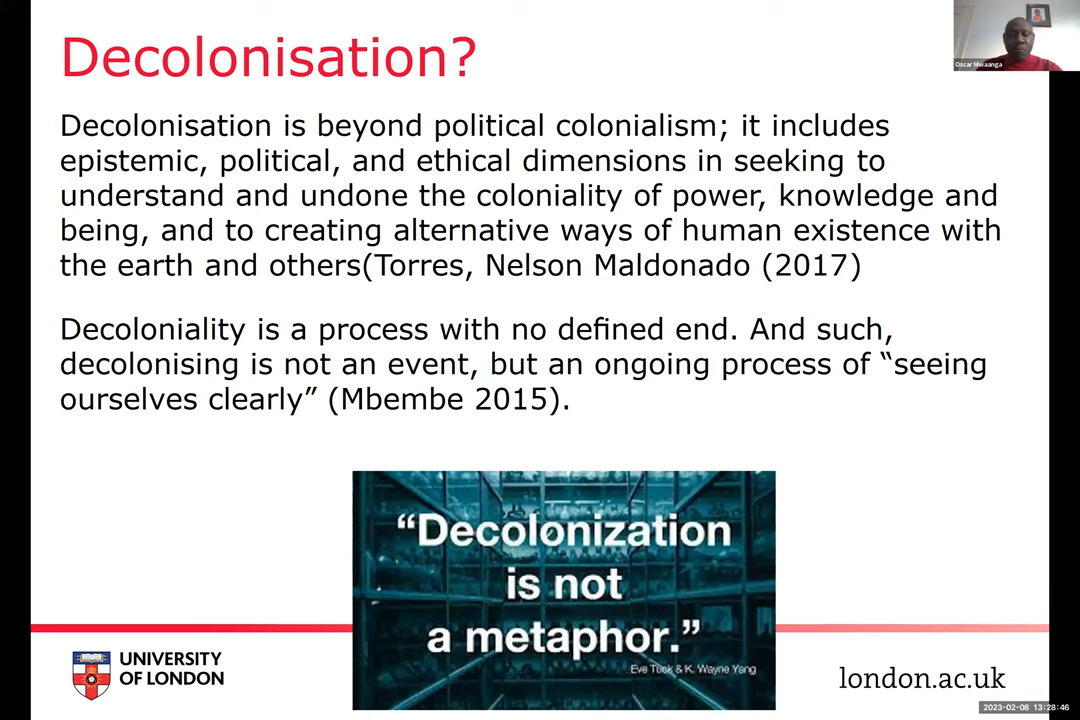 Decolonisation?
Oscar Mwaanga
Decolonisation is beyond political colonialism; it includes
epistemic, political, and ethical dimensions in seeking to
understand and undone the coloniality of power, knowledge and
being, and to creating alternative ways of human existence with
the earth and others(Torres, Nelson Maldonado (2017)
Decoloniality is a process with no defined end. And such,
decolonising is not an event, but an ongoing process of “seeing
ourselves clearly” (Mbembe 2015).
“Decolonization
is not
a metaphor.”
Eve Tuck & K. Wayne Yang
UNIVERSITY
OF LONDON
london.ac.uk
2023-02-08 13:28:46